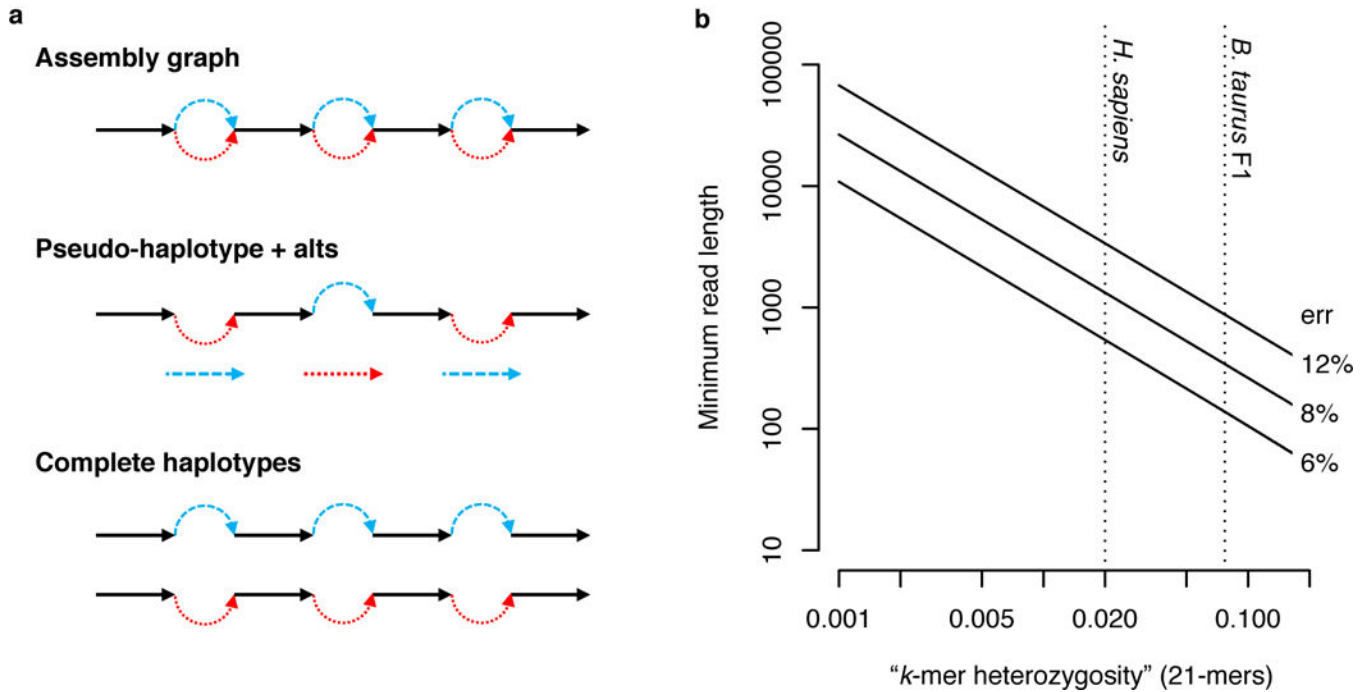 a
Assembly graph
Pseudo-haplotype + alts
Complete haplotypes
b
Minimum read length
100000
10000
1000
100
10
H. sapiens
B. taurus F1
err
12%
8%
6%
0.001
0.005
0.020
0.100
“k-mer heterozygosity” (21-mers)